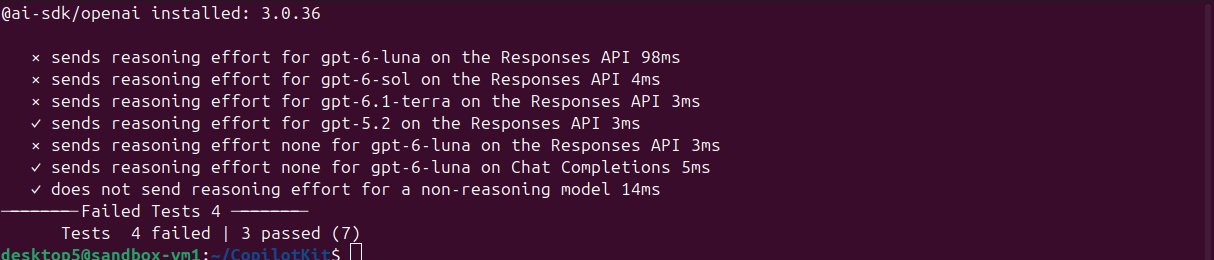 @ai-sdk/openai installed: 3.0.36
× sends reasoning effort for gpt-6-luna on the Responses API 98ms
× sends reasoning effort for gpt-6-sol on the Responses API 4ms
× sends reasoning effort for gpt-6.1-terra on the Responses API 3ms
✓ sends reasoning effort for gpt-5.2 on the Responses API 3ms
× sends reasoning effort none for gpt-6-luna on the Responses API 3ms
✓ sends reasoning effort none for gpt-6-luna on Chat Completions 5ms
✓ does not send reasoning effort for a non-reasoning model 14ms
Failed Tests 4
Tests 4 failed | 3 passed (7)
desktop5@sandbox-vm1:~/CopilotKit$